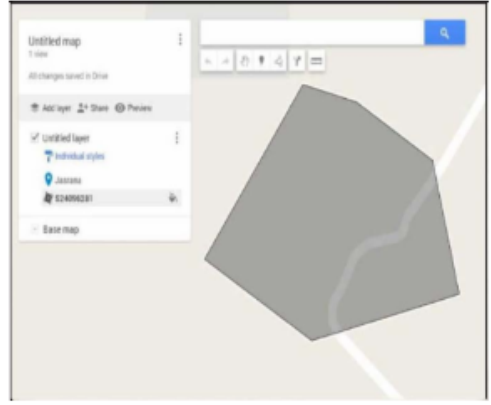 Untitled map
1 view
All changes saved in Drive
Add layer Share Preview
Untitled layer
Individual styles
Jasrana
524096281
Base map